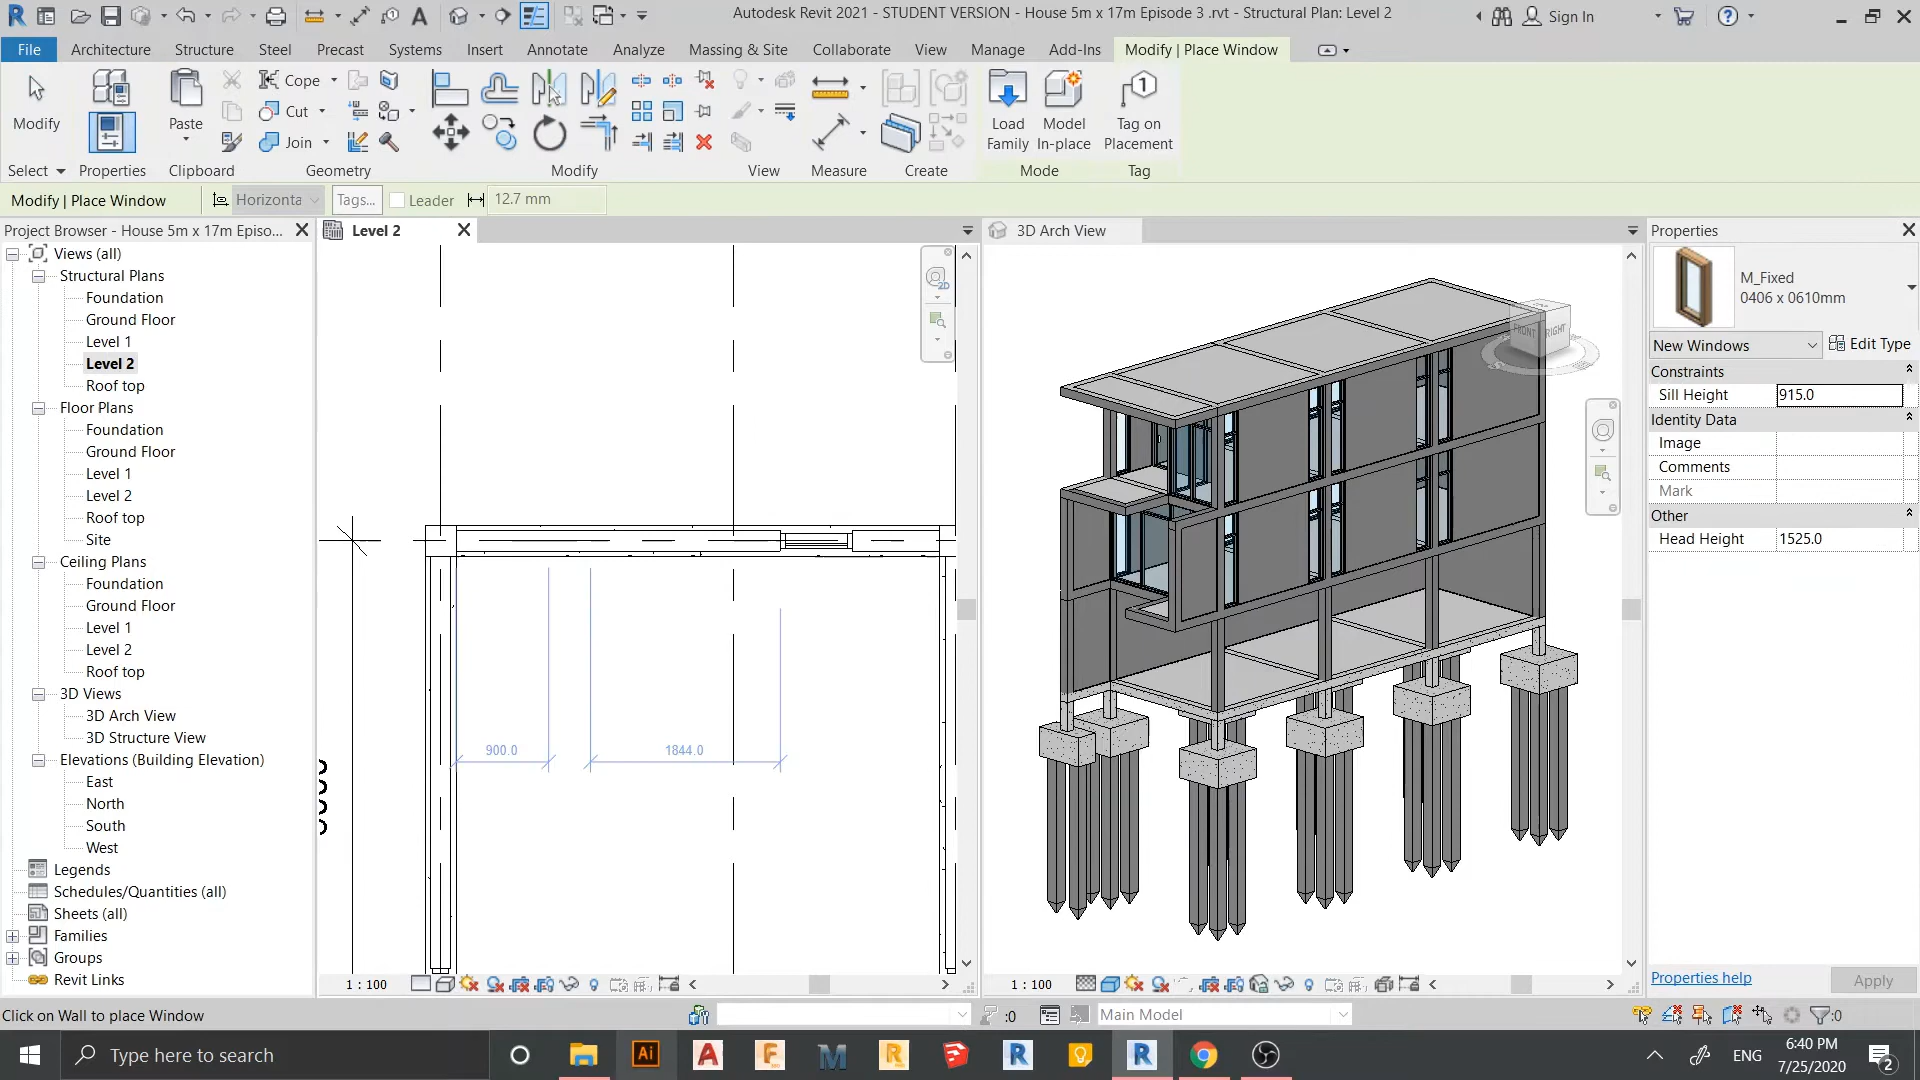 Autodesk Revit 2021 - STUDENT VERSION - House 5m x 17m Episode 3 .rvt - Structural Plan: Level 2
Sign In
File Architecture Structure Steel Precast Systems Insert Annotate Analyze Massing & Site Collaborate View Manage Add-Ins Modify | Place Window
Modify
Paste
Cope
Cut
Join
Load Family
Model In-place
Tag on Placement
Select Properties Clipboard Geometry Modify View Measure Create Mode Tag
Modify | Place Window Horizonta Tags... Leader 12.7 mm
Project Browser - House 5m x 17m Episo...
Views (all)
Structural Plans
Foundation
Ground Floor
Level 1
Level 2
Roof top
Floor Plans
Foundation
Ground Floor
Level 1
Level 2
Roof top
Site
Ceiling Plans
Foundation
Ground Floor
Level 1
Level 2
Roof top
3D Views
3D Arch View
3D Structure View
Elevations (Building Elevation)
East
North
South
West
Legends
Schedules/Quantities (all)
Sheets (all)
Families
Groups
Revit Links
Level 2
2D
900.0
1844.0
1 : 100
3D Arch View
FRONT
RIGHT
1 : 100
Properties
M_Fixed
0406 x 0610mm
New Windows
Edit Type
Constraints
Sill Height 915.0
Identity Data
Image
Comments
Mark
Other
Head Height 1525.0
Properties help
Apply
Click on Wall to place Window
:0
Main Model
:0
Type here to search
ENG
6:40 PM
7/25/2020
2